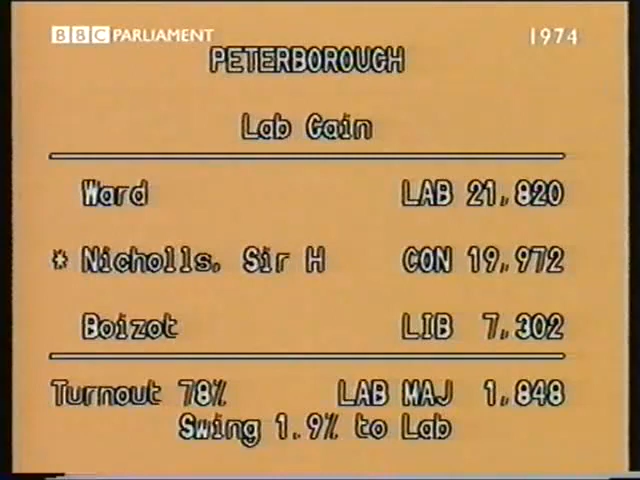 BBC PARLIAMENT 1974
PETERBOROUGH
Lab Gain
Ward LAB 21,820
* Nicholls, Sir H CON 19,972
Boizot LIB 7,302
Turnout 78% LAB MAJ 1,848
Swing 1.9% to Lab